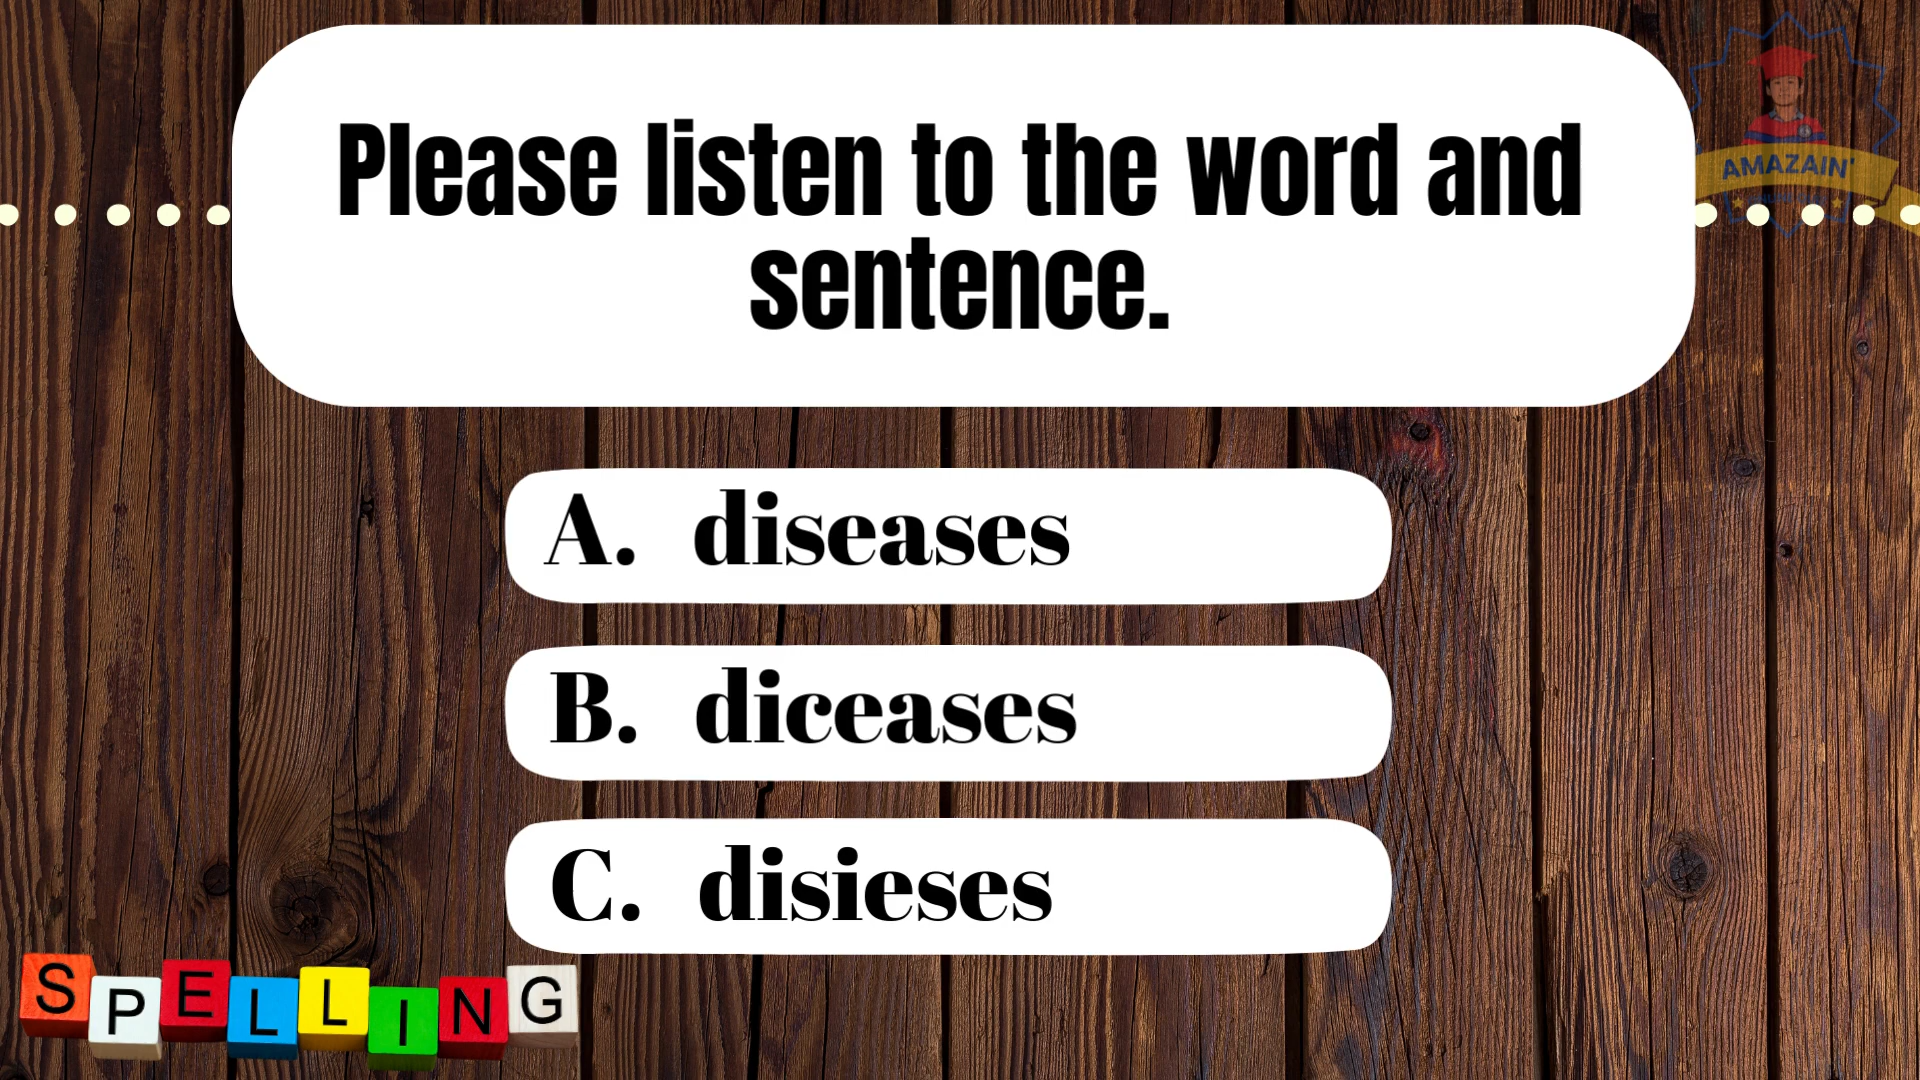 Please listen to the word and
sentence.
AMAZAIN'
A. diseases
B. diceases
C. disieses
SPELLING